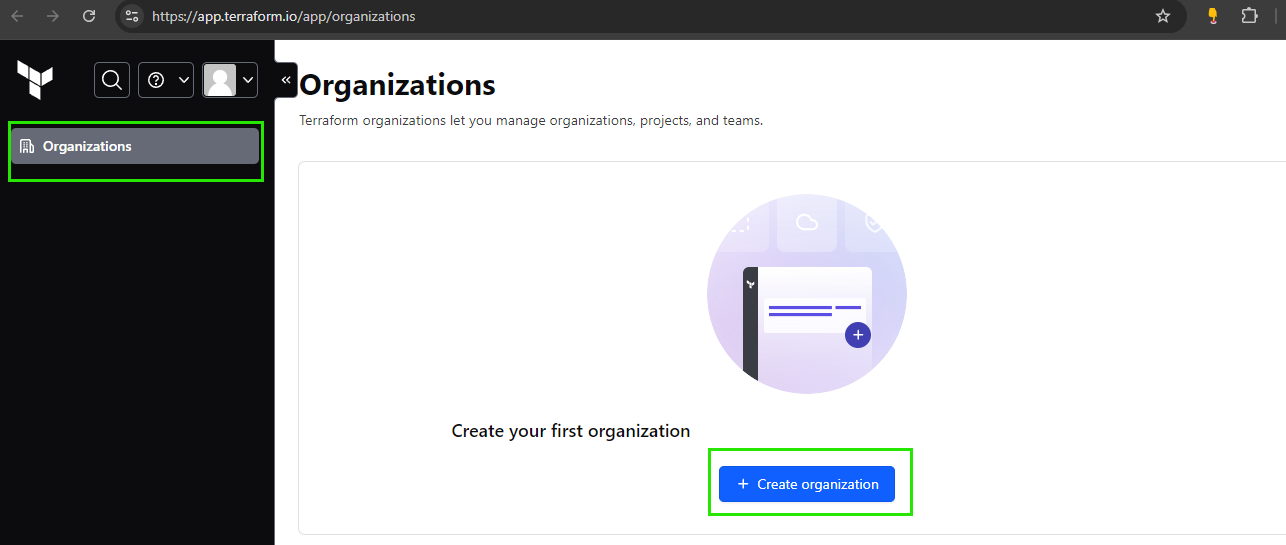 https://app.terraform.io/app/organizations
Organizations
Organizations
Terraform organizations let you manage organizations, projects, and teams.
Create your first organization
+ Create organization